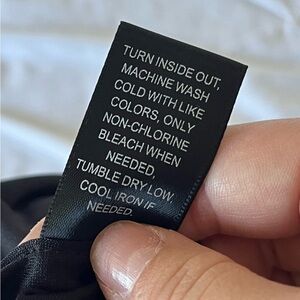 TURN INSIDE OUT,
MACHINE WASH
COLD WITH LIKE
COLORS, ONLY
NON-CHLORINE
BLEACH WHEN
NEEDED,
TUMBLE DRY LOW,
COOL IRON IF
NEEDED.